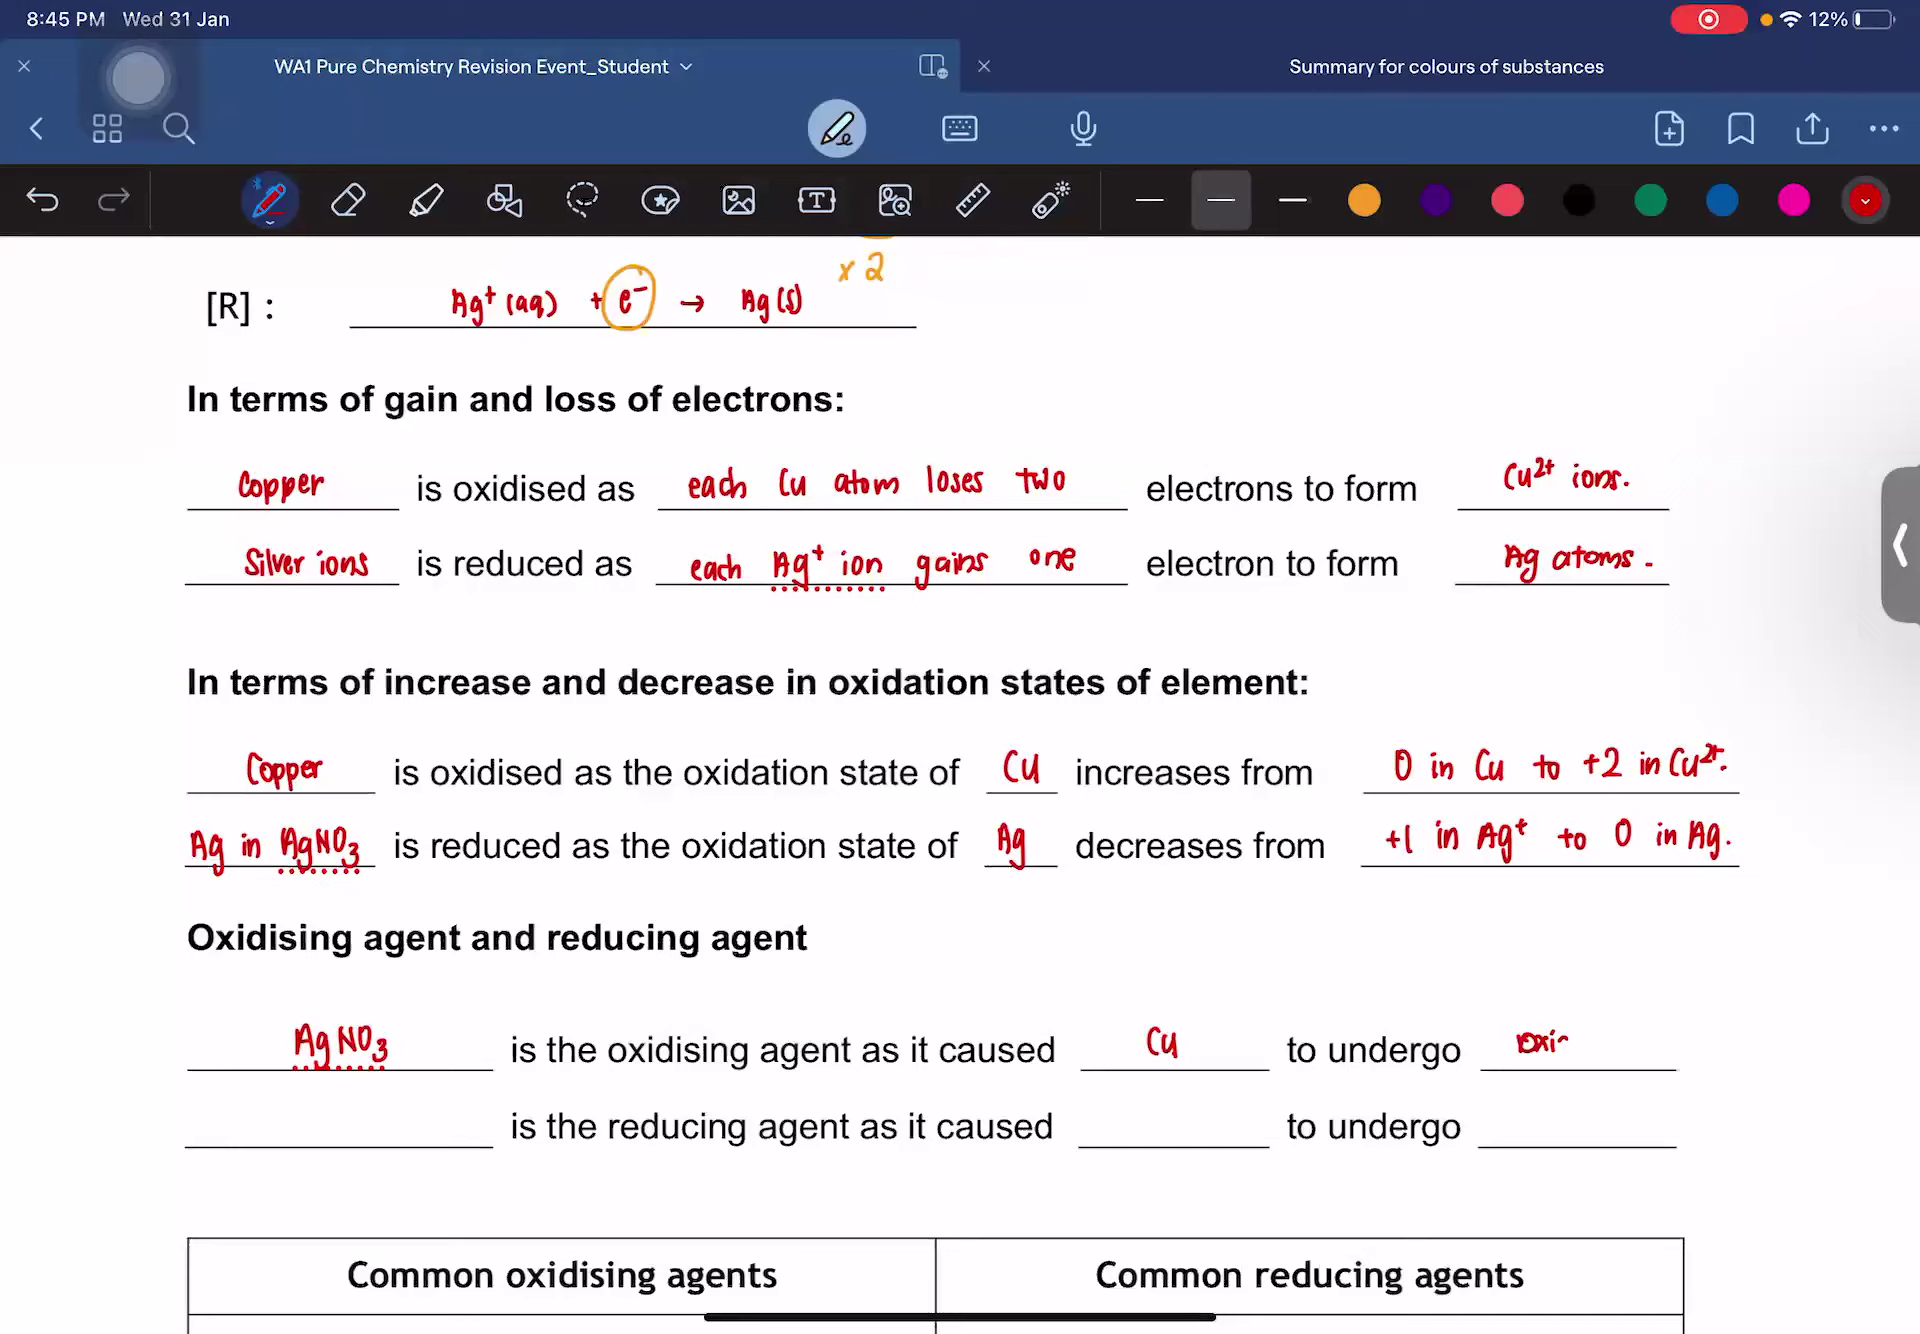 8:45 PM Wed 31 Jan 12%
WA1 Pure Chemistry Revision Event_Student Summary for colours of substances
x 2
[R] : Ag⁺ (aq) + e⁻ → Ag (s)
In terms of gain and loss of electrons:
Copper is oxidised as each Cu atom loses two electrons to form Cu²⁺ ions.
Silver ions is reduced as each Ag⁺ ion gains one electron to form Ag atoms.
In terms of increase and decrease in oxidation states of element:
Copper is oxidised as the oxidation state of Cu increases from 0 in Cu to +2 in Cu²⁺.
Ag in AgNO₃ is reduced as the oxidation state of Ag decreases from +1 in Ag⁺ to 0 in Ag.
Oxidising agent and reducing agent
AgNO₃ is the oxidising agent as it caused Cu to undergo oxi
is the reducing agent as it caused to undergo
Common oxidising agents Common reducing agents